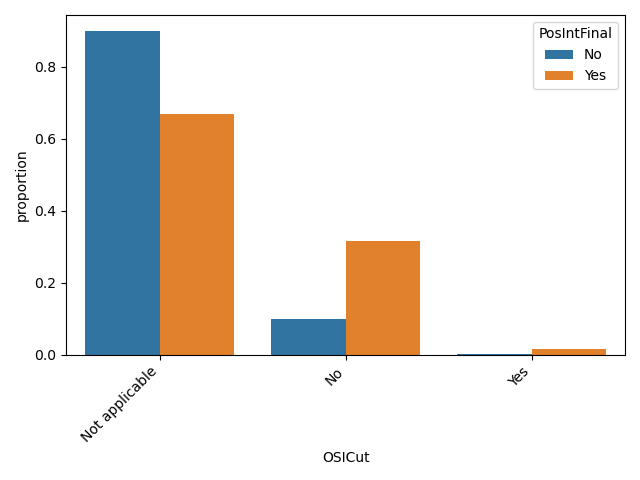 PosIntFinal
No
Yes
proportion
0.8
0.6
0.4
0.2
0.0
Not applicable
No
Yes
OSICut